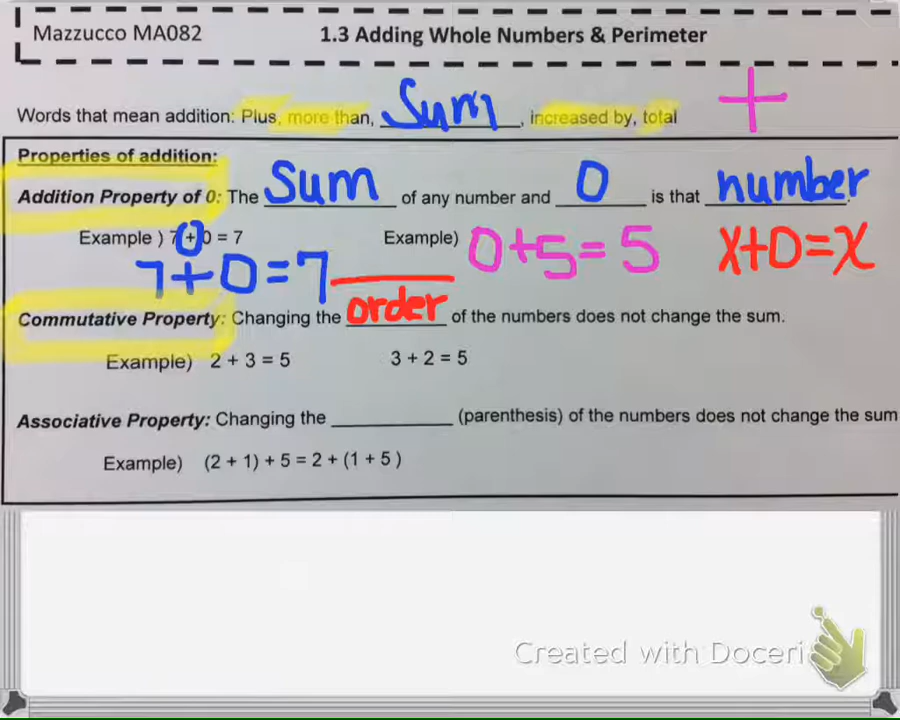 Mazzucco MA082 1.3 Adding Whole Numbers & Perimeter
Words that mean addition: Plus, more than, Sum, increased by, total +
Properties of addition:
Addition Property of 0: The Sum of any number and 0 is that number.
Example ) 7 + 0 = 7 Example) 0+5=5 x+0=x
7+0=7
Commutative Property: Changing the order of the numbers does not change the sum.
Example) 2 + 3 = 5 3 + 2 = 5
Associative Property: Changing the __________ (parenthesis) of the numbers does not change the sum
Example) (2 + 1) + 5 = 2 + (1 + 5 )
Created with Doceri